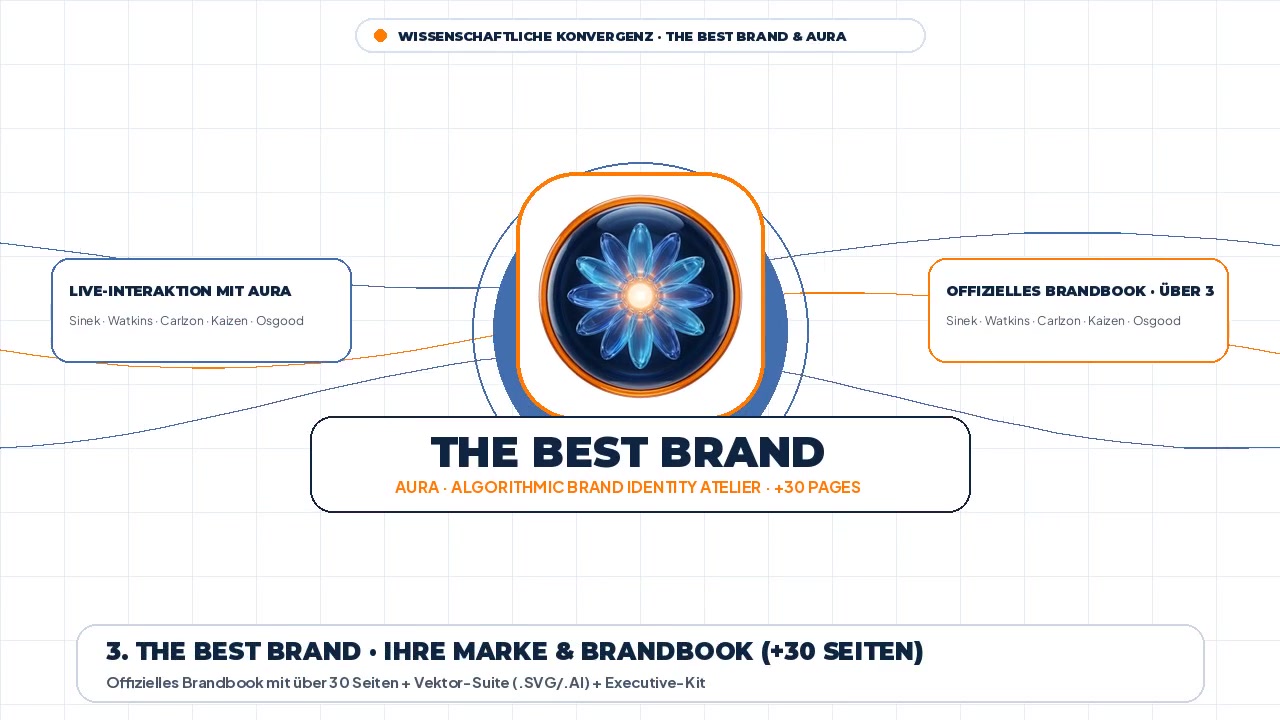 WISSENSCHAFTLICHE KONVERGENZ · THE BEST BRAND & AURA
LIVE-INTERAKTION MIT AURA
Sinek · Watkins · Carlzon · Kaizen · Osgood
OFFIZIELLES BRANDBOOK · ÜBER 3
Sinek · Watkins · Carlzon · Kaizen · Osgood
THE BEST BRAND
AURA · ALGORITHMIC BRAND IDENTITY ATELIER · +30 PAGES
3. THE BEST BRAND · IHRE MARKE & BRANDBOOK (+30 SEITEN)
Offizielles Brandbook mit über 30 Seiten + Vektor-Suite (.SVG/.AI) + Executive-Kit